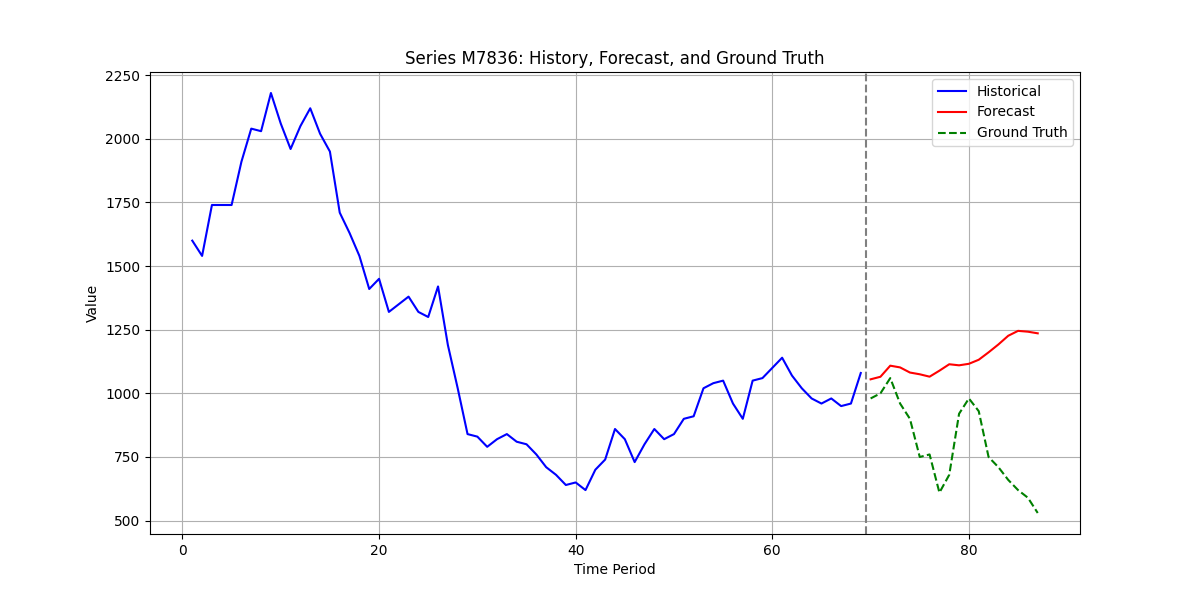 Series M7836: History, Forecast, and Ground Truth
Historical
Forecast
Ground Truth
Value
2250
2000
1750
1500
1250
1000
750
500
0 20 40 60 80
Time Period